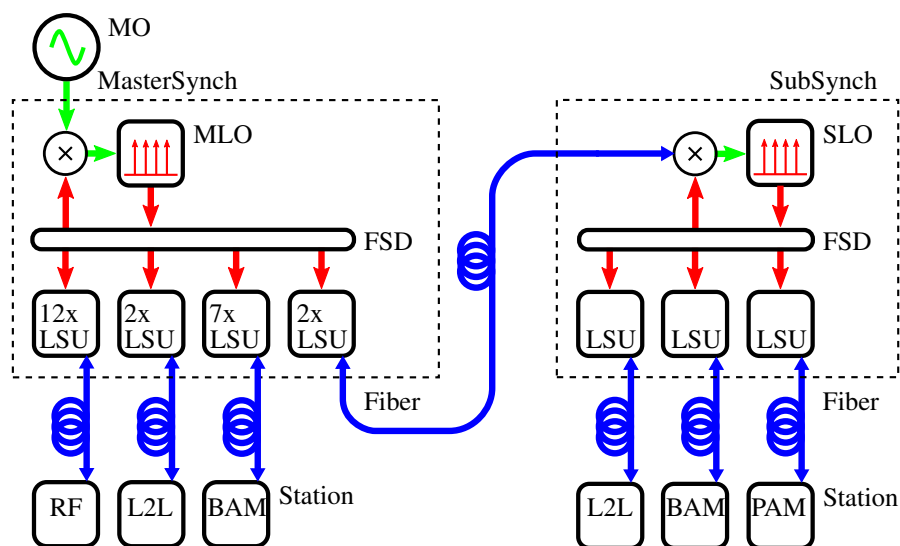 MO
MasterSynch
SubSynch
×
MLO
×
SLO
FSD
FSD
12x
LSU
2x
LSU
7x
LSU
2x
LSU
LSU
LSU
LSU
Fiber
Fiber
RF
L2L
BAM
Station
L2L
BAM
PAM
Station